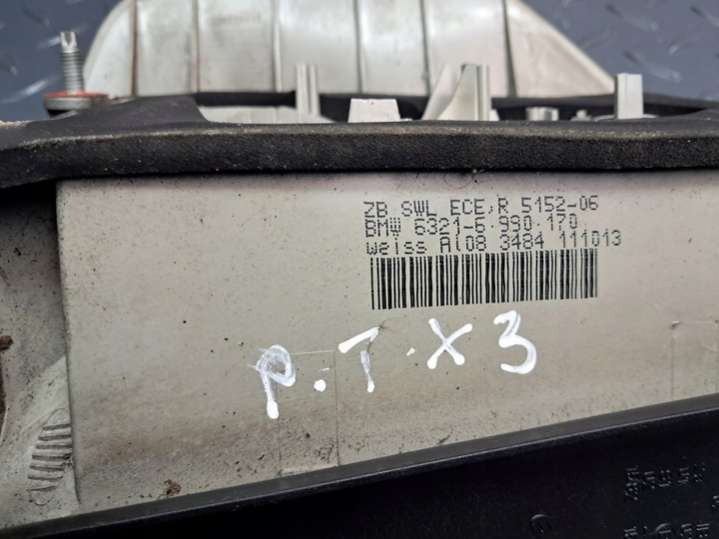 ZB SWL ECE,R 5152-06
BMW 6321-6.990.170
weiss Al08 3484 111013
P.T.X3